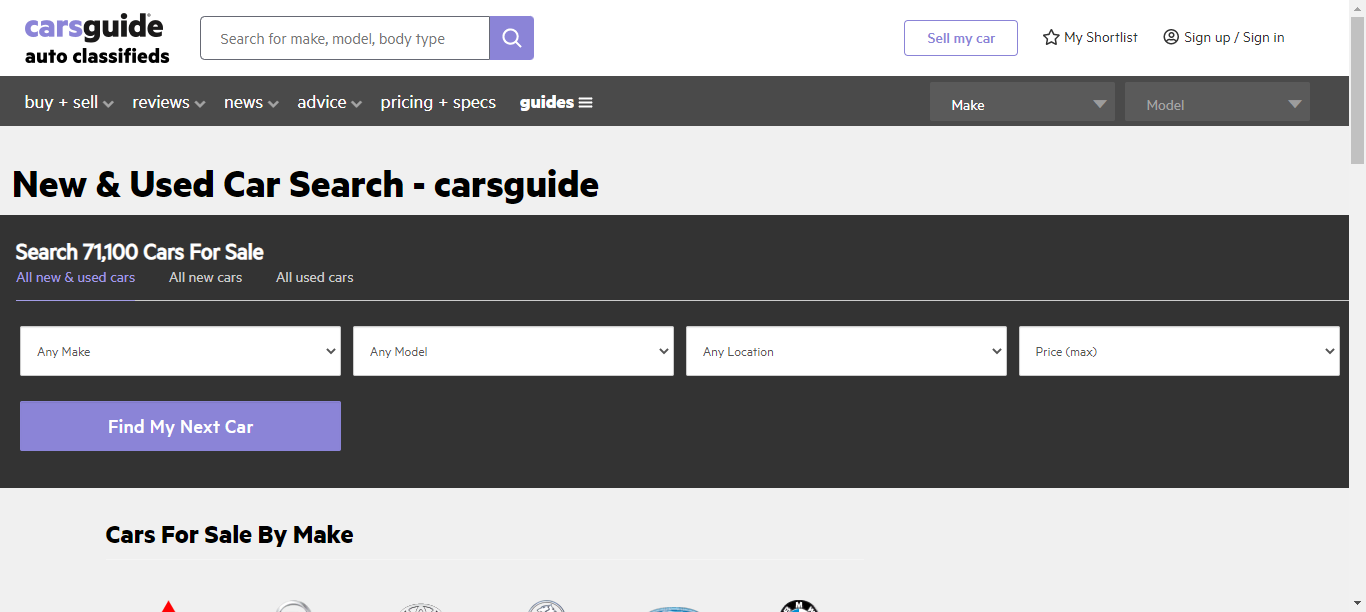 carsguide
auto classifieds
Search for make, model, body type
Sell my car
My Shortlist
Sign up / Sign in
buy + sell
reviews
news
advice
pricing + specs
guides
Make
Model
New & Used Car Search - carsguide
Search 71,100 Cars For Sale
All new & used cars
All new cars
All used cars
Any Make
Any Model
Any Location
Price (max)
Find My Next Car
Cars For Sale By Make